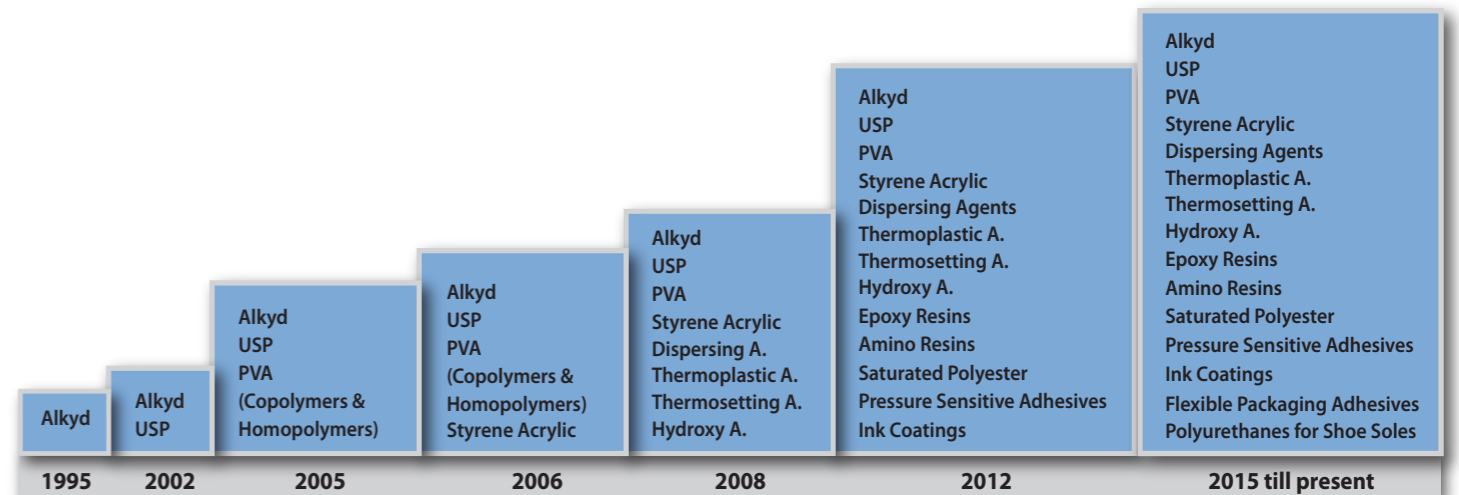 Alkyd
1995
Alkyd
USP
2002
Alkyd
USP
PVA
(Copolymers &
Homopolymers)
2005
Alkyd
USP
PVA
(Copolymers &
Homopolymers)
Styrene Acrylic
2006
Alkyd
USP
PVA
Styrene Acrylic
Dispersing A.
Thermoplastic A.
Thermosetting A.
Hydroxy A.
2008
Alkyd
USP
PVA
Styrene Acrylic
Dispersing Agents
Thermoplastic A.
Thermosetting A.
Hydroxy A.
Epoxy Resins
Amino Resins
Saturated Polyester
Pressure Sensitive Adhesives
Ink Coatings
2012
Alkyd
USP
PVA
Styrene Acrylic
Dispersing Agents
Thermoplastic A.
Thermosetting A.
Hydroxy A.
Epoxy Resins
Amino Resins
Saturated Polyester
Pressure Sensitive Adhesives
Ink Coatings
Flexible Packaging Adhesives
Polyurethanes for Shoe Soles
2015 till present